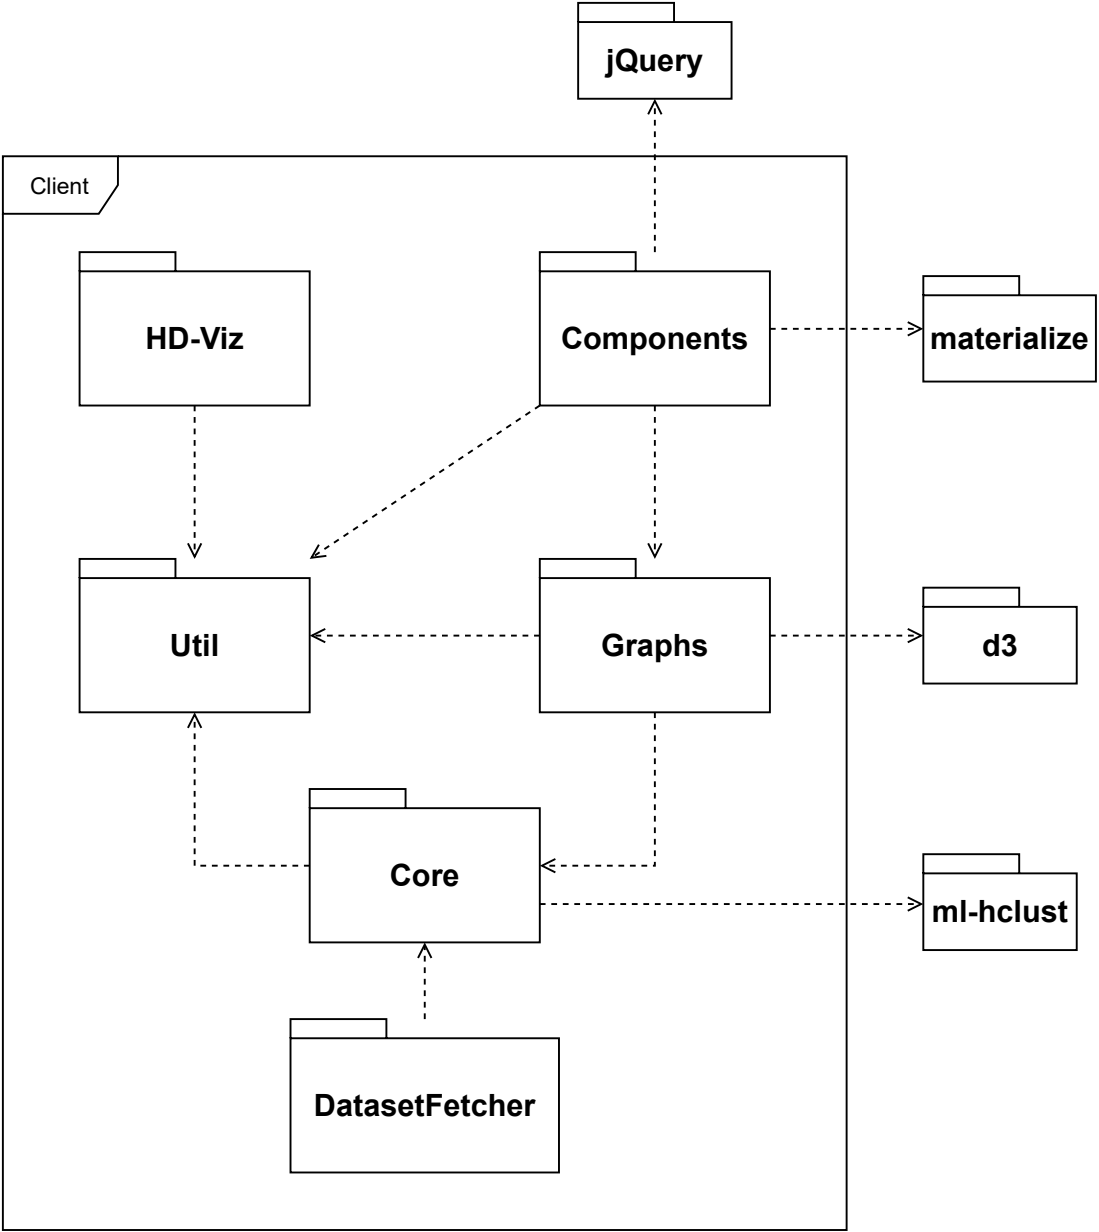 jQuery
Client
HD-Viz
Components
materialize
Util
Graphs
d3
Core
ml-hclust
DatasetFetcher